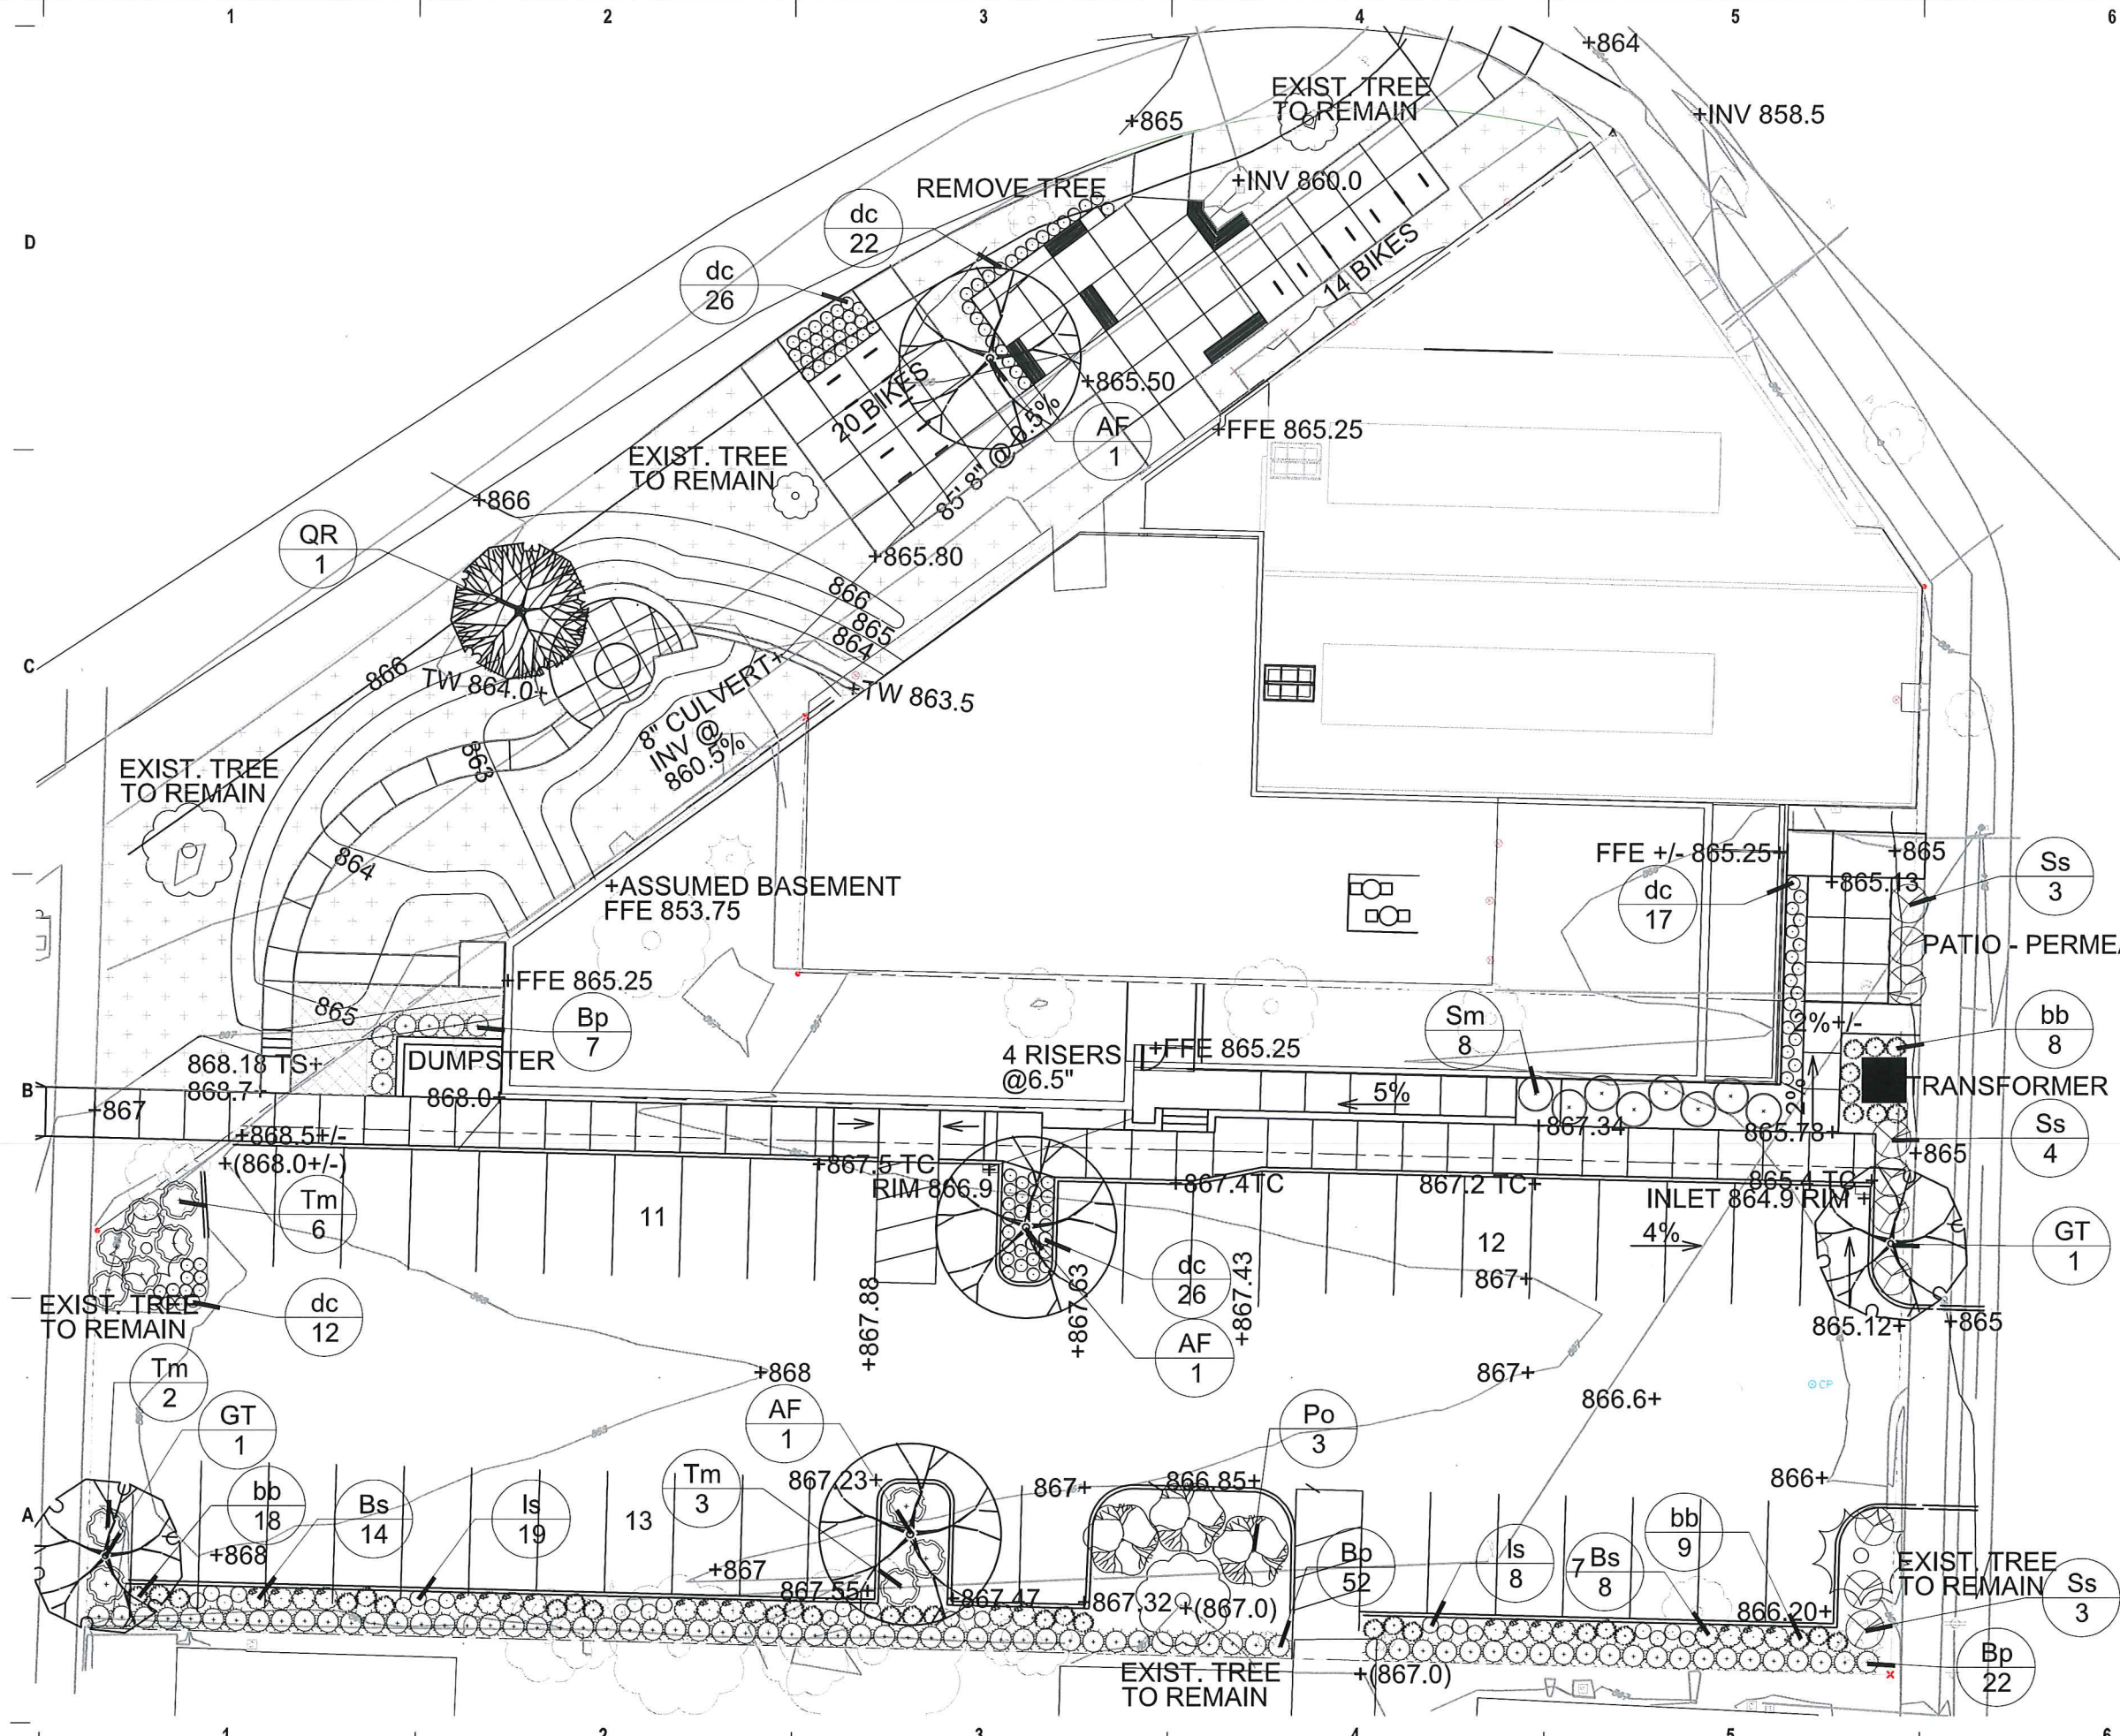 1 2 3 4 5 6
+864
EXIST. TREE
TO REMAIN
+865
+INV 858.5
REMOVE TREE
+INV 860.0
dc
22
D
14 BIKES
dc
26
20 BIKES
+865.50
85' 8" @ 0.5%
AF
1
+FFE 865.25
EXIST. TREE
TO REMAIN
+866
QR
1
+865.80
866
865
864
C
866
TW 864.0+
+TW 863.5
8" CULVERT+
INV @
860.5%
863
EXIST. TREE
TO REMAIN
864
FFE +/- 865.25+
+865
+865.13
Ss
3
+ASSUMED BASEMENT
FFE 853.75
dc
17
PATIO - PERMEA
+FFE 865.25
865
Bp
7
Sm
8
2%+/-
bb
8
868.18 TS+
868.7+
DUMPSTER
4 RISERS
@6.5"
+FFE 865.25
TRANSFORMER
B
+867
868.0+
5%
2%
+867.34
865.78+
Ss
4
+865
+868.5+/-
+(868.0+/-)
+867.5 TC
RIM 866.9
+867.4TC
867.2 TC+
865.4 TC+
INLET 864.9 RIM +
Tm
6
11
12
4%
GT
1
dc
26
867+
EXIST. TREE
TO REMAIN
dc
12
+867.88
+867.63
+867.43
865.12+
+865
AF
1
Tm
2
+868
867+
CP
866.6+
GT
1
AF
1
Po
3
bb
18
Bs
14
Is
19
13
Tm
3
867.23+
867+
866.85+
866+
A
+868
+867
867.55+
+867.47
+867.32
+(867.0)
Bp
52
Is
8
7
Bs
8
bb
9
866.20+
EXIST. TREE
TO REMAIN
Ss
3
EXIST. TREE
TO REMAIN
+(867.0)
Bp
22
1 2 3 4 5 6